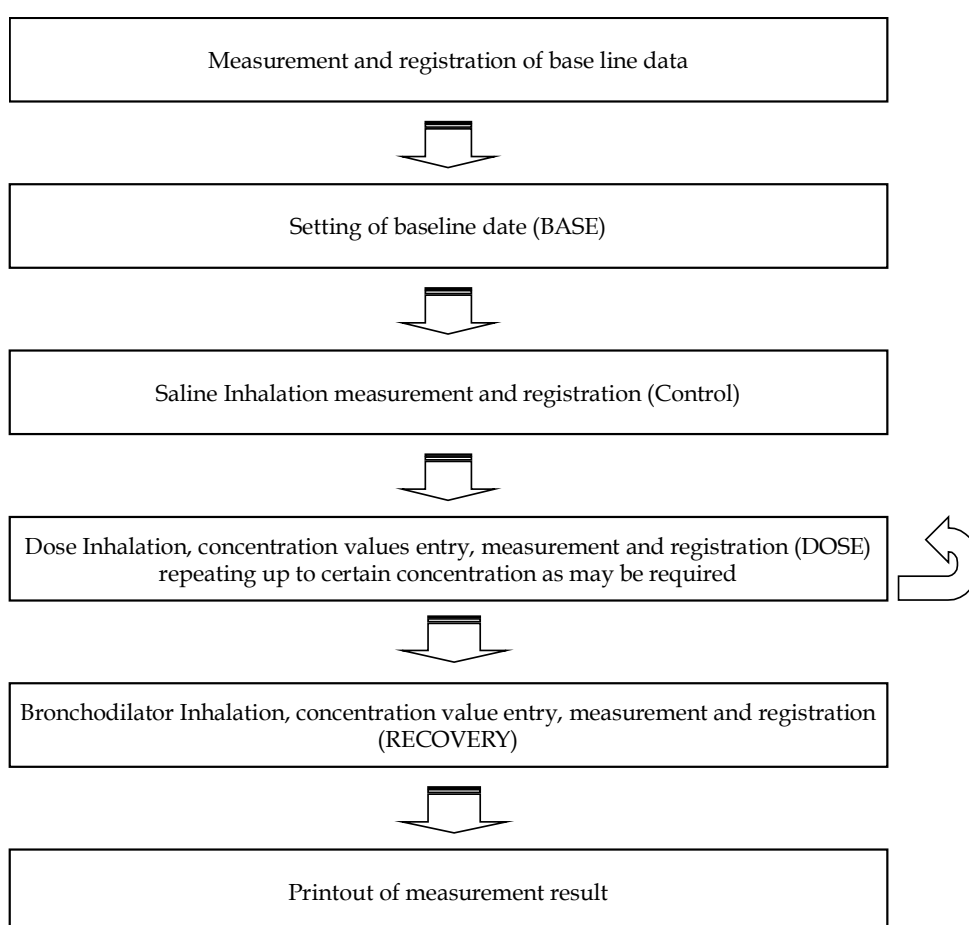 Measurement and registration of base line data
Setting of baseline date (BASE)
Saline Inhalation measurement and registration (Control)
Dose Inhalation, concentration values entry, measurement and registration (DOSE)
repeating up to certain concentration as may be required
Bronchodilator Inhalation, concentration value entry, measurement and registration
(RECOVERY)
Printout of measurement result